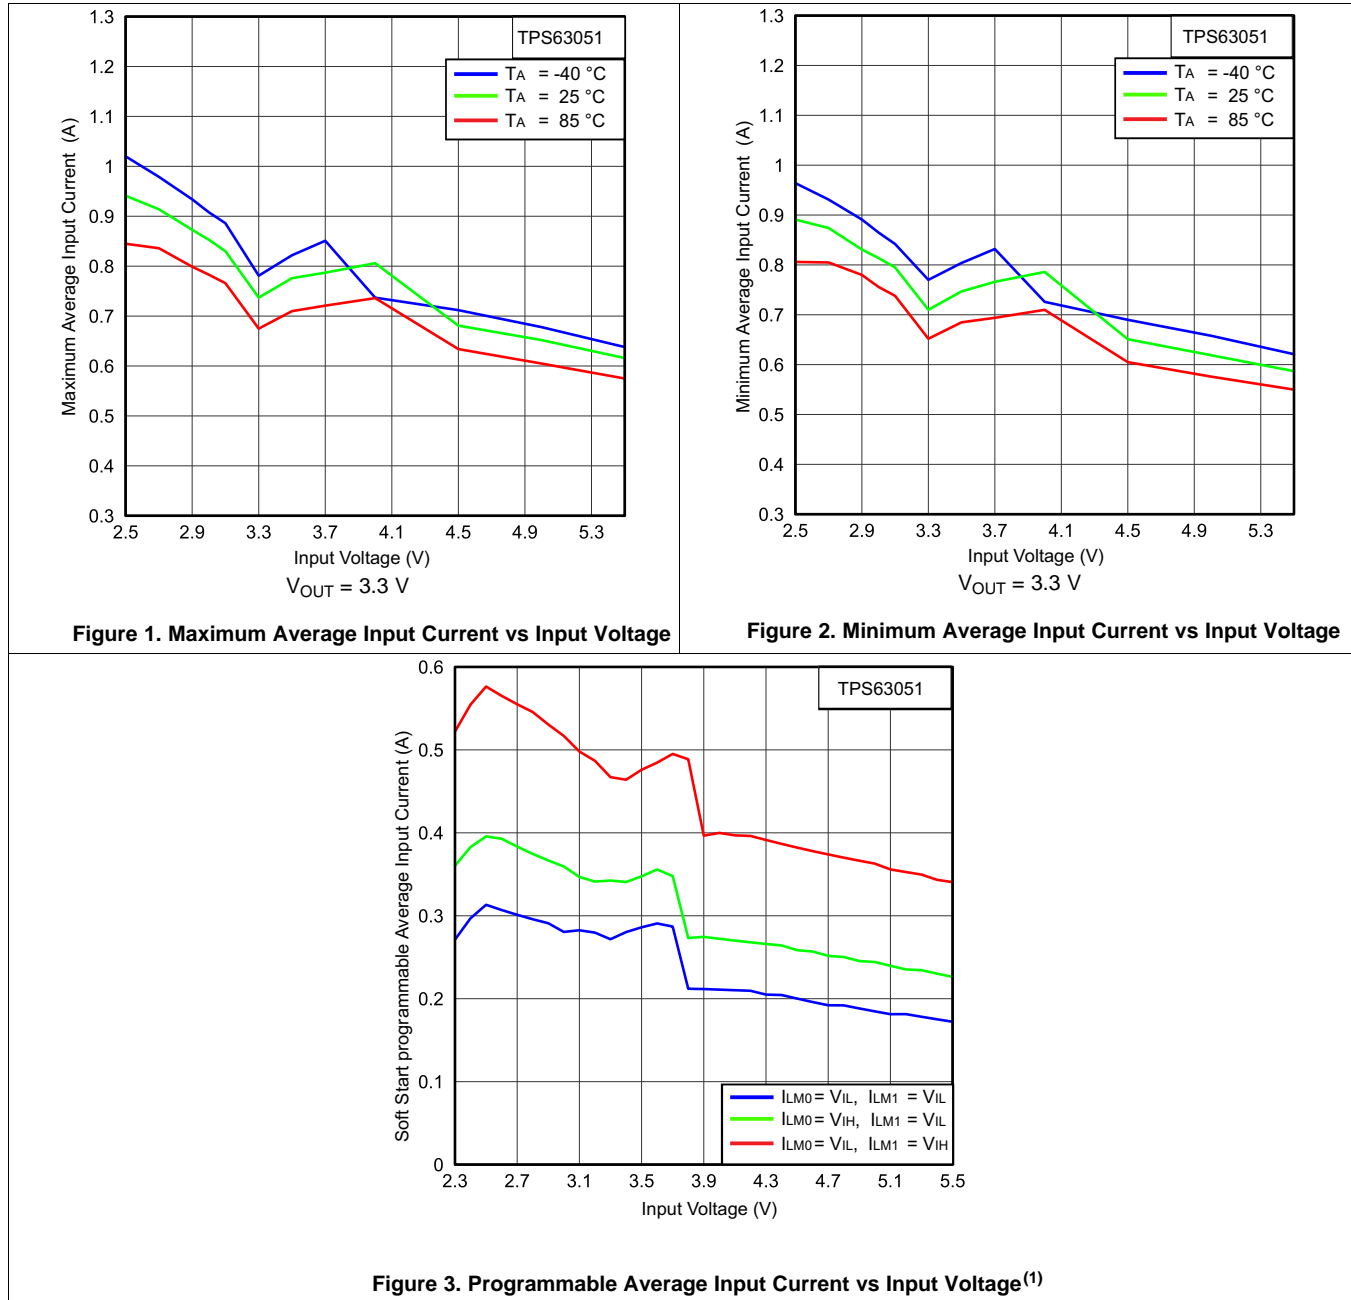 1.3
1.2
1.1
1
0.9
0.8
0.7
0.6
0.5
0.4
0.3
Maximum Average Input Current (A)
TPS63051
TA = -40 °C
TA = 25 °C
TA = 85 °C
2.5 2.9 3.3 3.7 4.1 4.5 4.9 5.3
Input Voltage (V)
VOUT = 3.3 V
Figure 1. Maximum Average Input Current vs Input Voltage
1.3
1.2
1.1
1
0.9
0.8
0.7
0.6
0.5
0.4
0.3
Minimum Average Input Current (A)
TPS63051
TA = -40 °C
TA = 25 °C
TA = 85 °C
2.5 2.9 3.3 3.7 4.1 4.5 4.9 5.3
Input Voltage (V)
VOUT = 3.3 V
Figure 2. Minimum Average Input Current vs Input Voltage
0.6
0.5
0.4
0.3
0.2
0.1
0
Soft Start programmable Average Input Current (A)
TPS63051
ILM0 = VIL, ILM1 = VIL
ILM0 = VIH, ILM1 = VIL
ILM0 = VIL, ILM1 = VIH
2.3 2.7 3.1 3.5 3.9 4.3 4.7 5.1 5.5
Input Voltage (V)
Figure 3. Programmable Average Input Current vs Input Voltage(1)